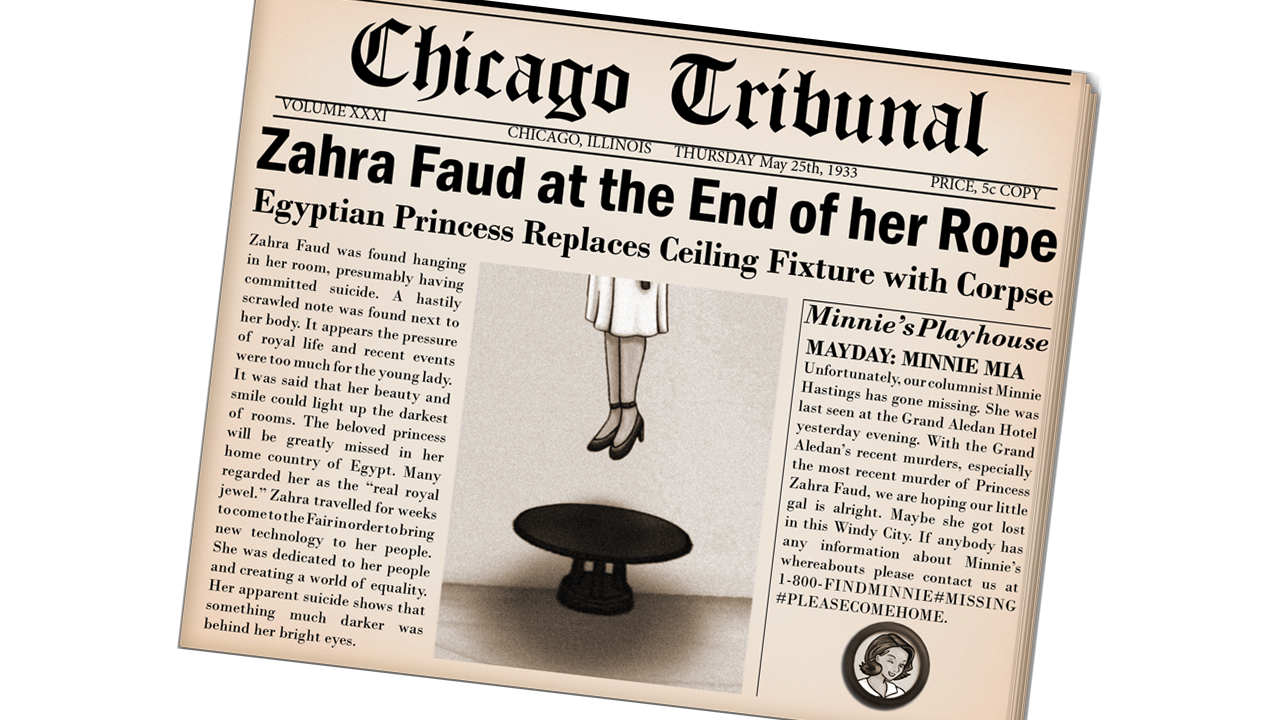 Chicago Tribunal
VOLUME XXXI
CHICAGO, ILLINOIS THURSDAY May 25th, 1933
PRICE, 5c COPY
Zahra Faud at the End of her Rope
Egyptian Princess Replaces Ceiling Fixture with Corpse
Zahra Faud was found hanging
in her room, presumably having
committed suicide. A hastily
scrawled note was found next to
her body. It appears the pressure
of royal life and recent events
were too much for the young lady.
It was said that her beauty and
smile could light up the darkest
of rooms. The beloved princess
will be greatly missed in her
home country of Egypt. Many
regarded her as the “real royal
jewel.” Zahra travelled for weeks
to come to the Fair in order to bring
new technology to her people.
She was dedicated to her people
and creating a world of equality.
Her apparent suicide shows that
something much darker was
behind her bright eyes.
Minnie's Playhouse
MAYDAY: MINNIE MIA
Unfortunately, our columnist Minnie
Hastings has gone missing. She was
last seen at the Grand Aledan Hotel
yesterday evening. With the Grand
Aledan's recent murders, especially
the most recent murder of Princess
Zahra Faud, we are hoping our little
gal is alright. Maybe she got lost
in this Windy City. If anybody has
any information about Minnie's
whereabouts please contact us at
1-800-FINDMINNIE#MISSING
#PLEASECOMEHOME.